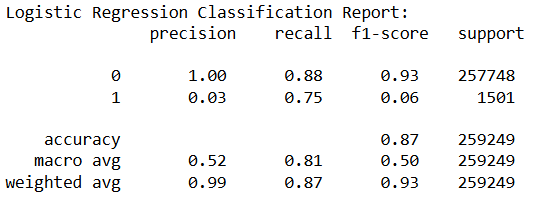 Logistic Regression Classification Report:
precision recall f1-score support
0 1.00 0.88 0.93 257748
1 0.03 0.75 0.06 1501
accuracy 0.87 259249
macro avg 0.52 0.81 0.50 259249
weighted avg 0.99 0.87 0.93 259249